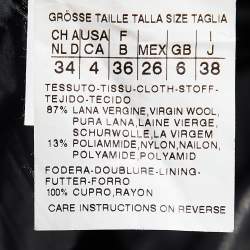 GRÖSSE TAILLE TALLA SIZE TAGLIA
CH A USA F I
NL D CA B MEX GB J
34 4 36 26 6 38
TESSUTO-TISSU-CLOTH-STOFF-
TEJIDO-TECIDO
87% LANA VERGINE, VIRGIN WOOL,
PURA LANA, LAINE VIERGE,
SCHURWOLLE, LA VIRGEM
13% POLIAMMIDE, NYLON, NAILON,
POLYAMID, POLYAMIDE
FODERA-DOUBLURE-LINING-
FUTTER-FORRO
100% CUPRO, RAYON
CARE INSTRUCTIONS ON REVERSE